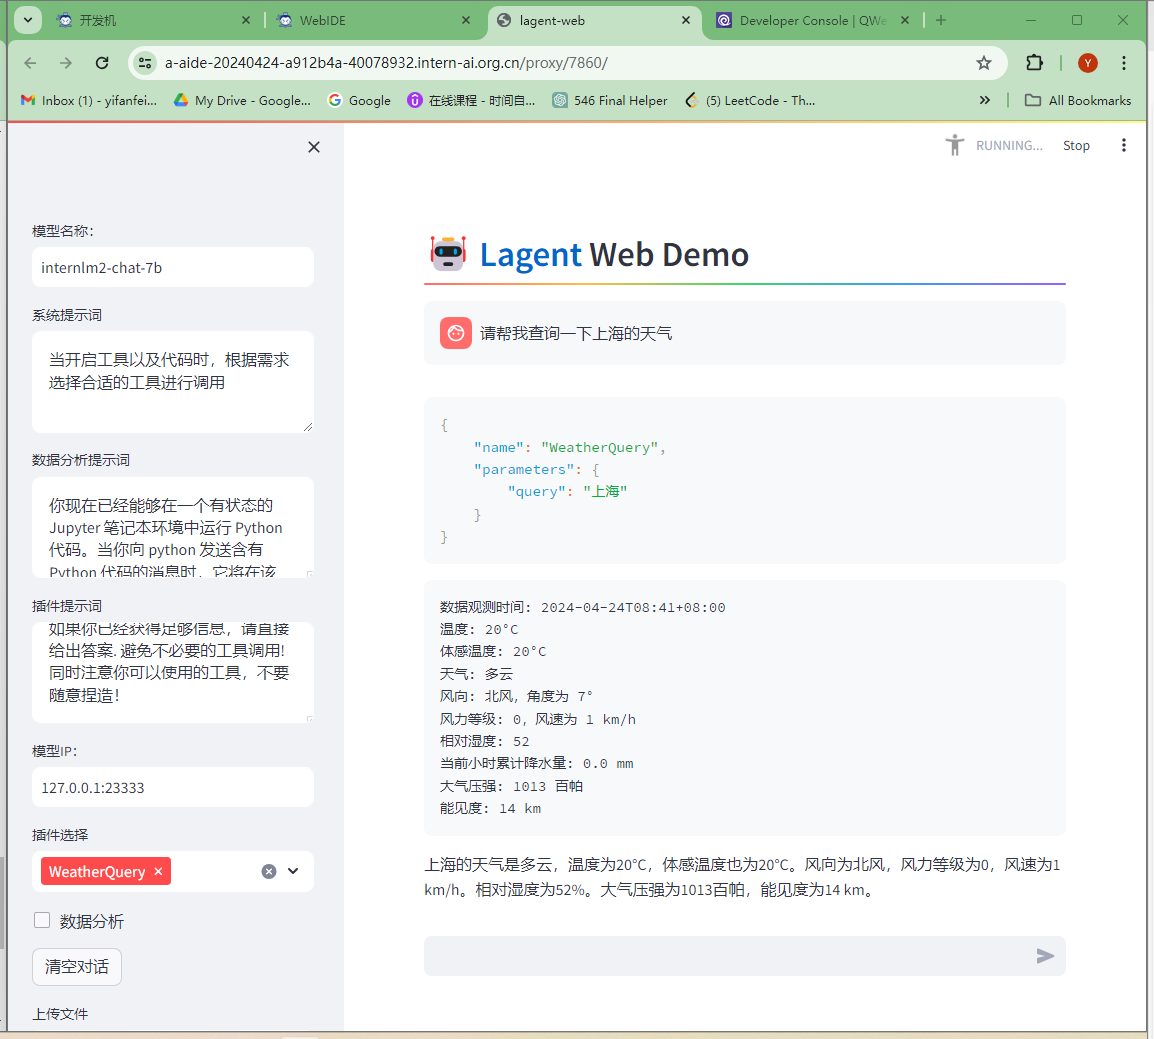 开发机
WebIDE
lagent-web
Developer Console | QWe
a-aide-20240424-a912b4a-40078932.intern-ai.org.cn/proxy/7860/
Y
Inbox (1) - yifanfei...
My Drive - Google...
Google
在线课程 - 时间自...
546 Final Helper
(5) LeetCode - Th...
All Bookmarks
RUNNING...
Stop
模型名称：
internlm2-chat-7b
系统提示词
当开启工具以及代码时，根据需求
选择合适的工具进行调用
数据分析提示词
你现在已经能够在一个有状态的
Jupyter 笔记本环境中运行 Python
代码。当你向 python 发送含有
Python 代码的消息时，它将在该
插件提示词
如果你已经获得足够信息，请直接
给出答案. 避免不必要的工具调用!
同时注意你可以使用的工具，不要
随意捏造！
模型IP：
127.0.0.1:23333
插件选择
WeatherQuery
数据分析
清空对话
上传文件
Lagent Web Demo
请帮我查询一下上海的天气
{
"name": "WeatherQuery",
"parameters": {
"query": "上海"
}
}
数据观测时间: 2024-04-24T08:41+08:00
温度: 20°C
体感温度: 20°C
天气: 多云
风向: 北风，角度为 7°
风力等级: 0，风速为 1 km/h
相对湿度: 52
当前小时累计降水量: 0.0 mm
大气压强: 1013 百帕
能见度: 14 km
上海的天气是多云，温度为20°C，体感温度也为20°C。风向为北风，风力等级为0，风速为1
km/h。相对湿度为52%。大气压强为1013百帕，能见度为14 km。